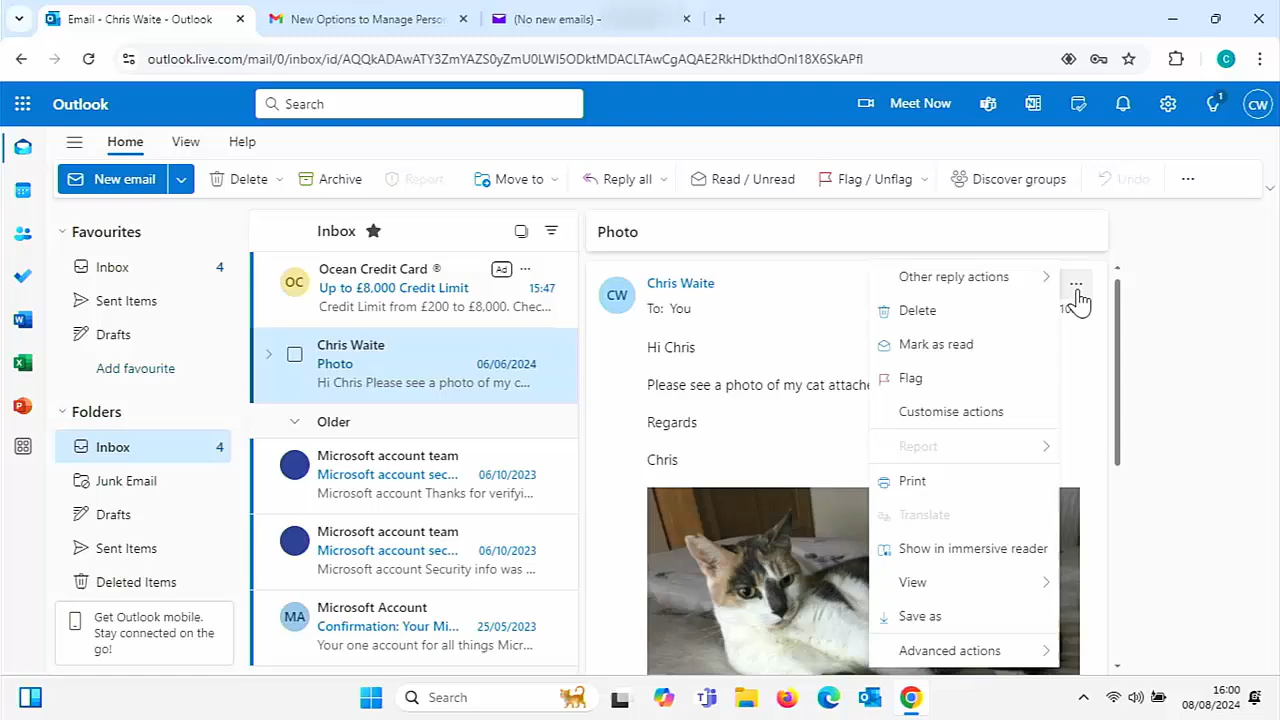 Email - Chris Waite - Outlook
New Options to Manage Perso
(No new emails) -
outlook.live.com/mail/0/inbox/id/AQQkADAwATY3ZmYAZS0yZmU0LWI5ODktMDACLTAwCgAQAE2RkHDkthdOnI18X6SkAPfl
C
Outlook
Search
Meet Now
1
CW
Home
View
Help
New email
Delete
Archive
Report
Move to
Reply all
Read / Unread
Flag / Unflag
Discover groups
Undo
Favourites
Inbox 4
Sent Items
Drafts
Add favourite
Folders
Inbox 4
Junk Email
Drafts
Sent Items
Deleted Items
Get Outlook mobile.
Stay connected on the
go!
Inbox
OC
Ocean Credit Card ®
Ad
Up to £8,000 Credit Limit 15:47
Credit Limit from £200 to £8,000. Chec...
Chris Waite
Photo 06/06/2024
Hi Chris Please see a photo of my c...
Older
Microsoft account team
Microsoft account sec... 06/10/2023
Microsoft account Thanks for verifyi...
Microsoft account team
Microsoft account sec... 06/10/2023
Microsoft account Security info was ...
MA
Microsoft Account
Confirmation: Your Mi... 25/05/2023
Your one account for all things Micr...
Photo
CW
Chris Waite
To: You
Hi Chris
Please see a photo of my cat attache
Regards
Chris
Other reply actions
Delete
Mark as read
Flag
Customise actions
Report
Print
Translate
Show in immersive reader
View
Save as
Advanced actions
Search
16:00
08/08/2024